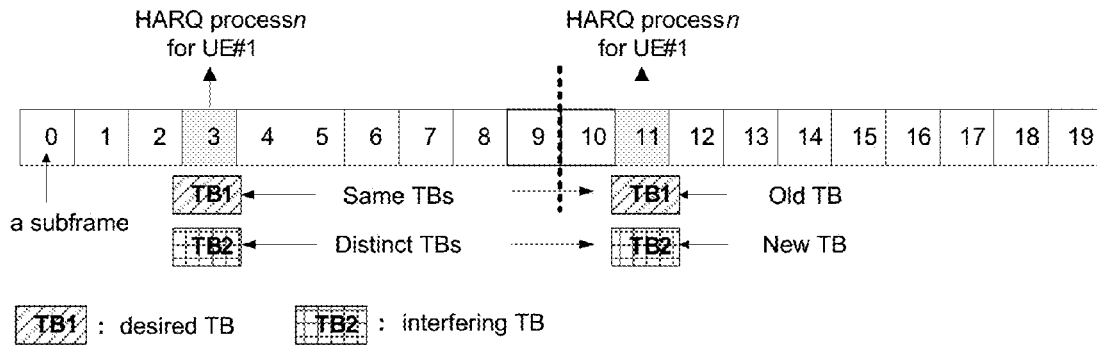 HARQ processn HARQ processn
for UE#1 for UE#1
0 1 2 3 4 5 6 7 8 9 10 11 12 13 14 15 16 17 18 19
TB1 Same TBs TB1 Old TB
a subframe
TB2 Distinct TBs TB2 New TB
TB1 : desired TB TB2 : interfering TB